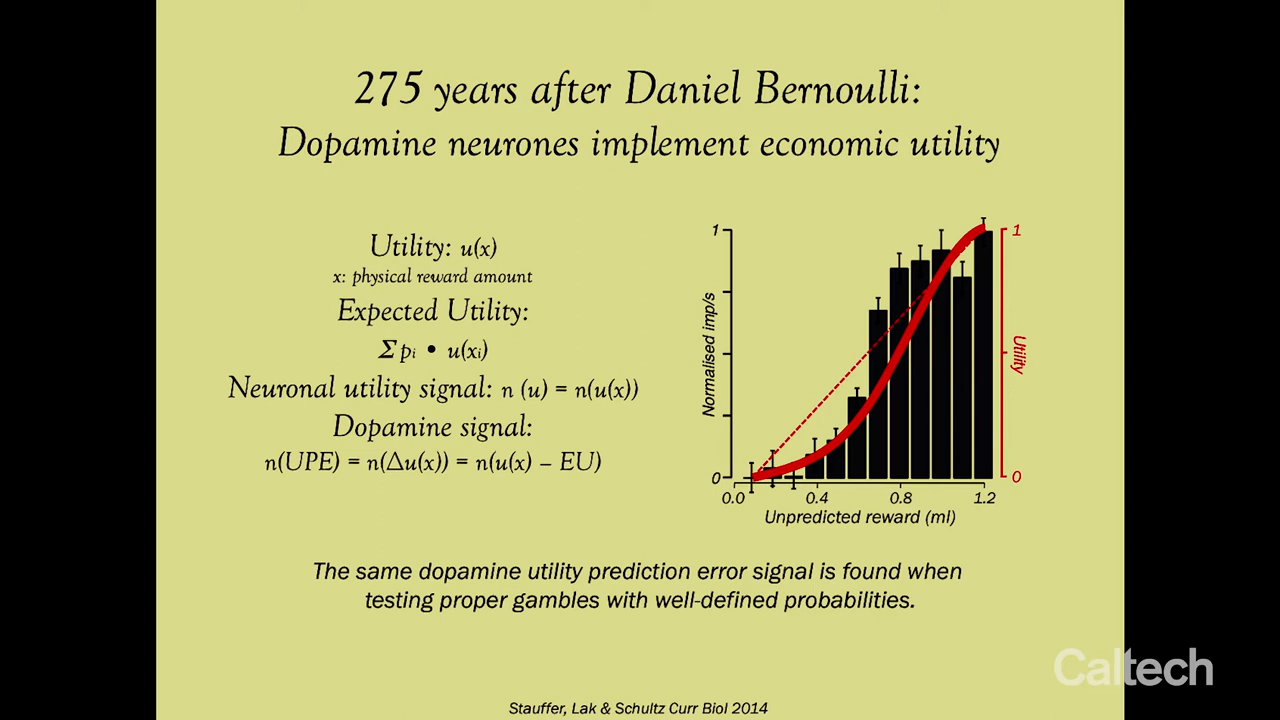 275 years after Daniel Bernoulli:
Dopamine neurones implement economic utility
Utility: u(x)
x: physical reward amount
Expected Utility:
Σpi • u(xi)
Neuronal utility signal: n (u) = n(u(x))
Dopamine signal:
n(UPE) = n(Δu(x)) = n(u(x) – EU)
1
0
Normalised imp/s
0.0 0.4 0.8 1.2
Unpredicted reward (ml)
1
Utility
0
The same dopamine utility prediction error signal is found when
testing proper gambles with well-defined probabilities.
Caltech
Stauffer, Lak & Schultz Curr Biol 2014